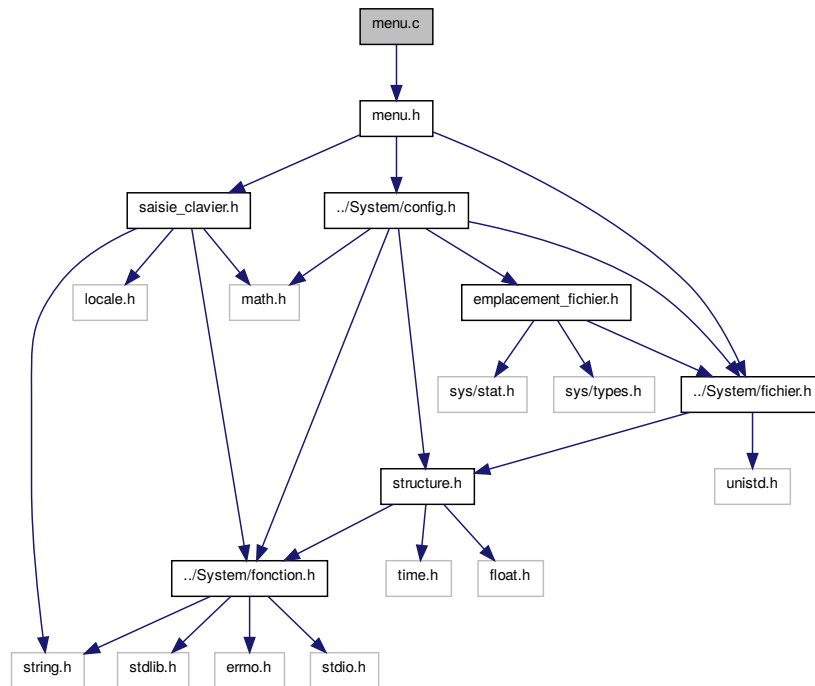 menu.c
menu.h
saisie_clavier.h
../System/config.h
locale.h
math.h
emplacement_fichier.h
sys/stat.h
sys/types.h
../System/fichier.h
structure.h
unistd.h
../System/fonction.h
time.h
float.h
string.h
stdlib.h
errno.h
stdio.h